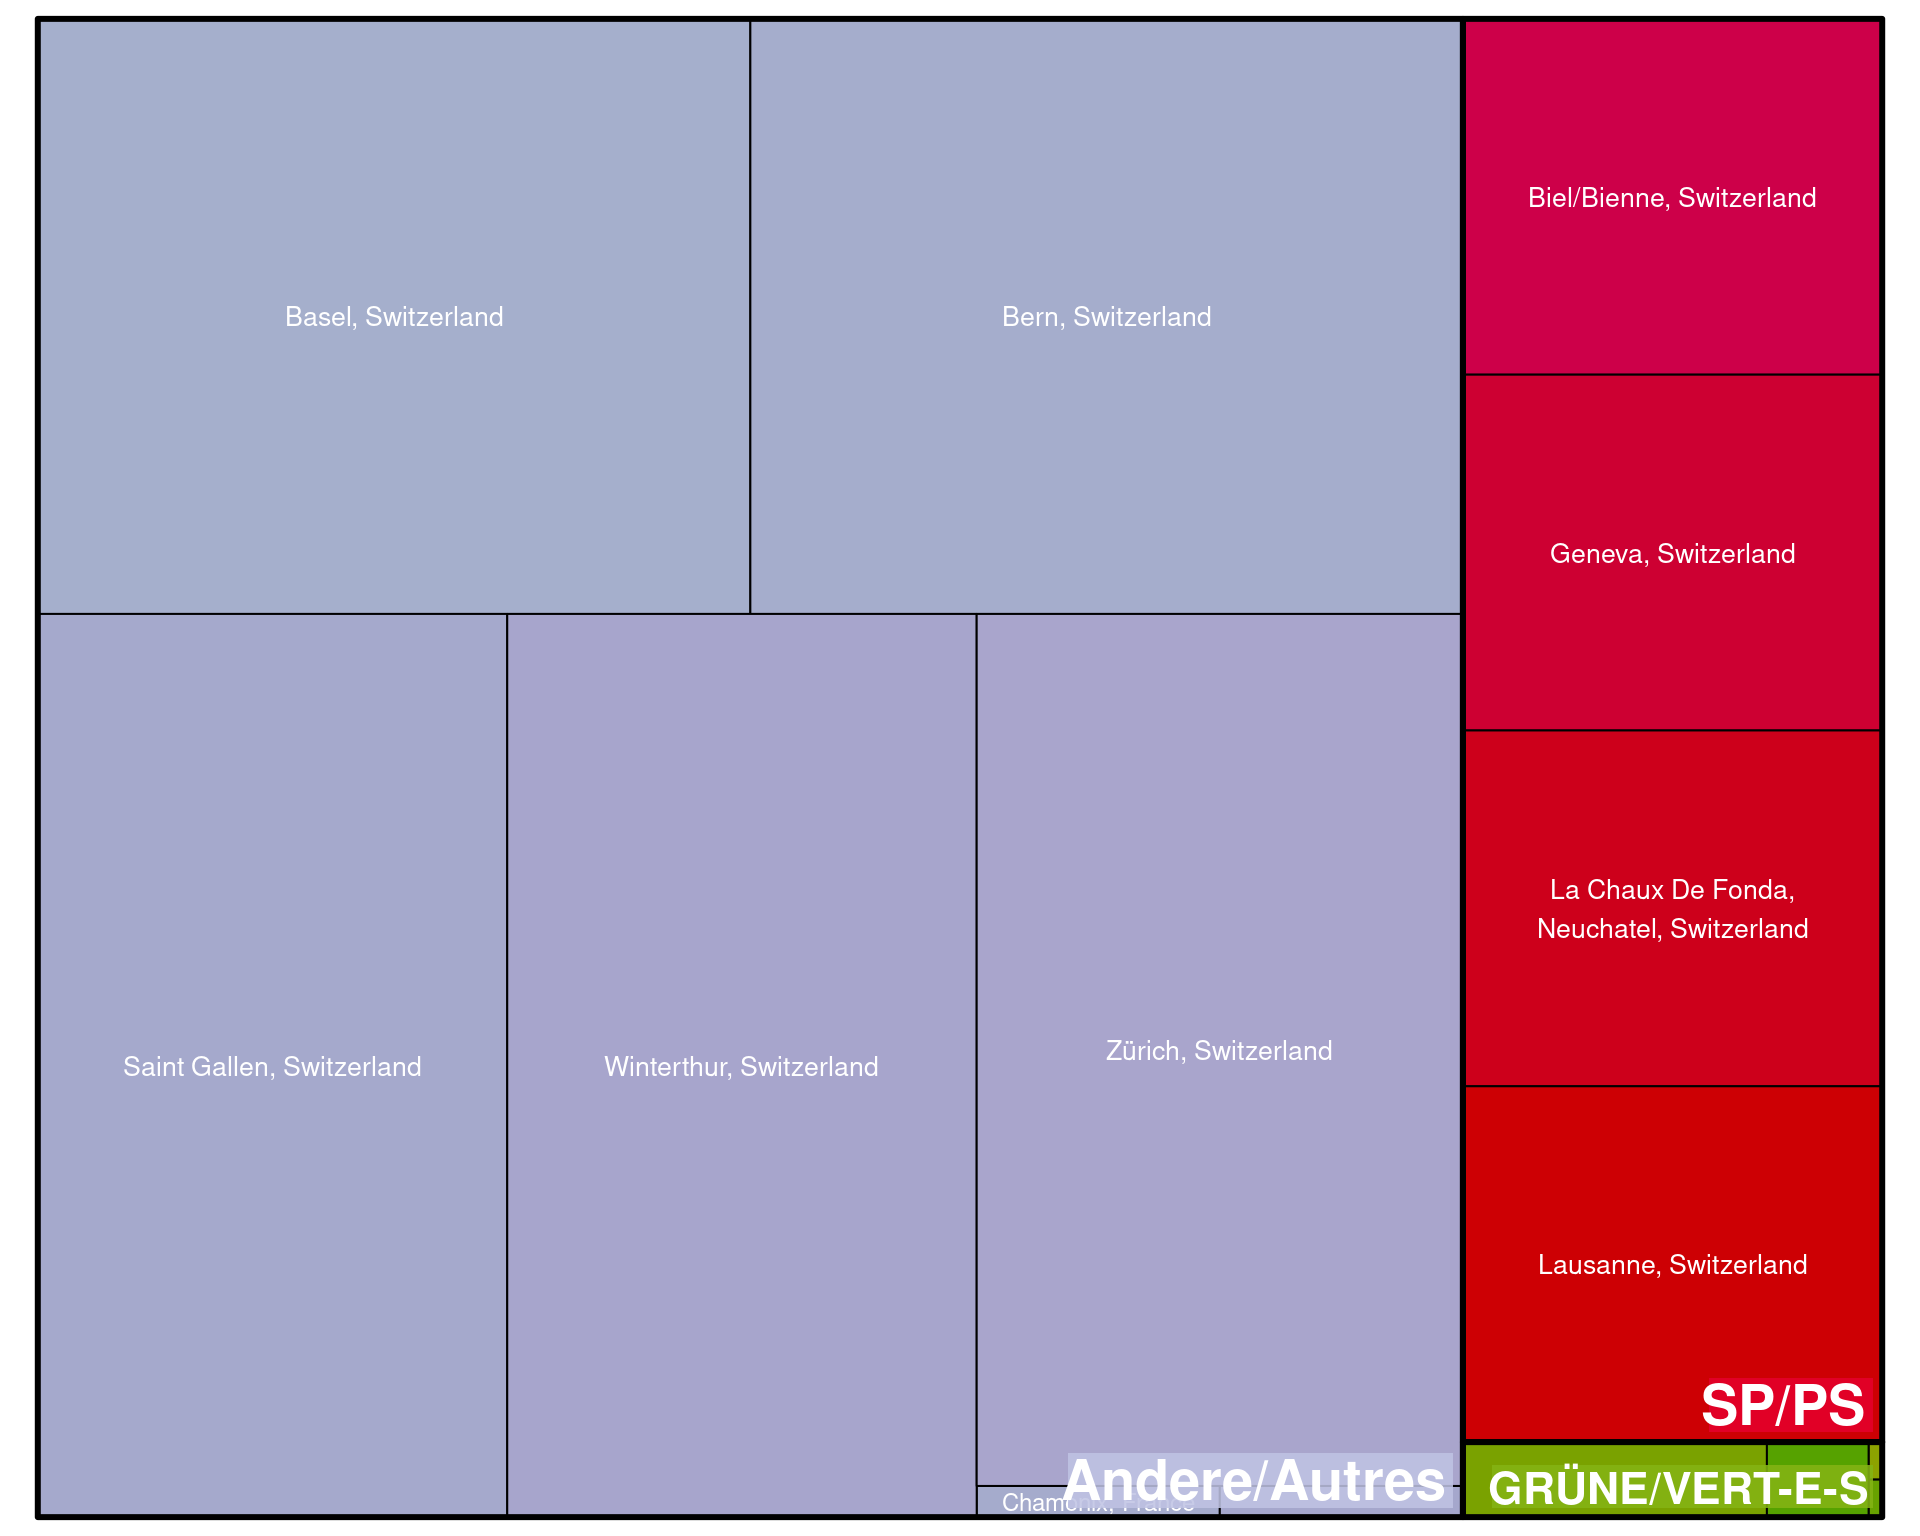 Basel, Switzerland
Bern, Switzerland
Biel/Bienne, Switzerland
Geneva, Switzerland
La Chaux De Fonda,
Neuchatel, Switzerland
Saint Gallen, Switzerland
Winterthur, Switzerland
Zürich, Switzerland
Lausanne, Switzerland
SP/PS
Andere/Autres
GRÜNE/VERT-E-S
Chamonix, France